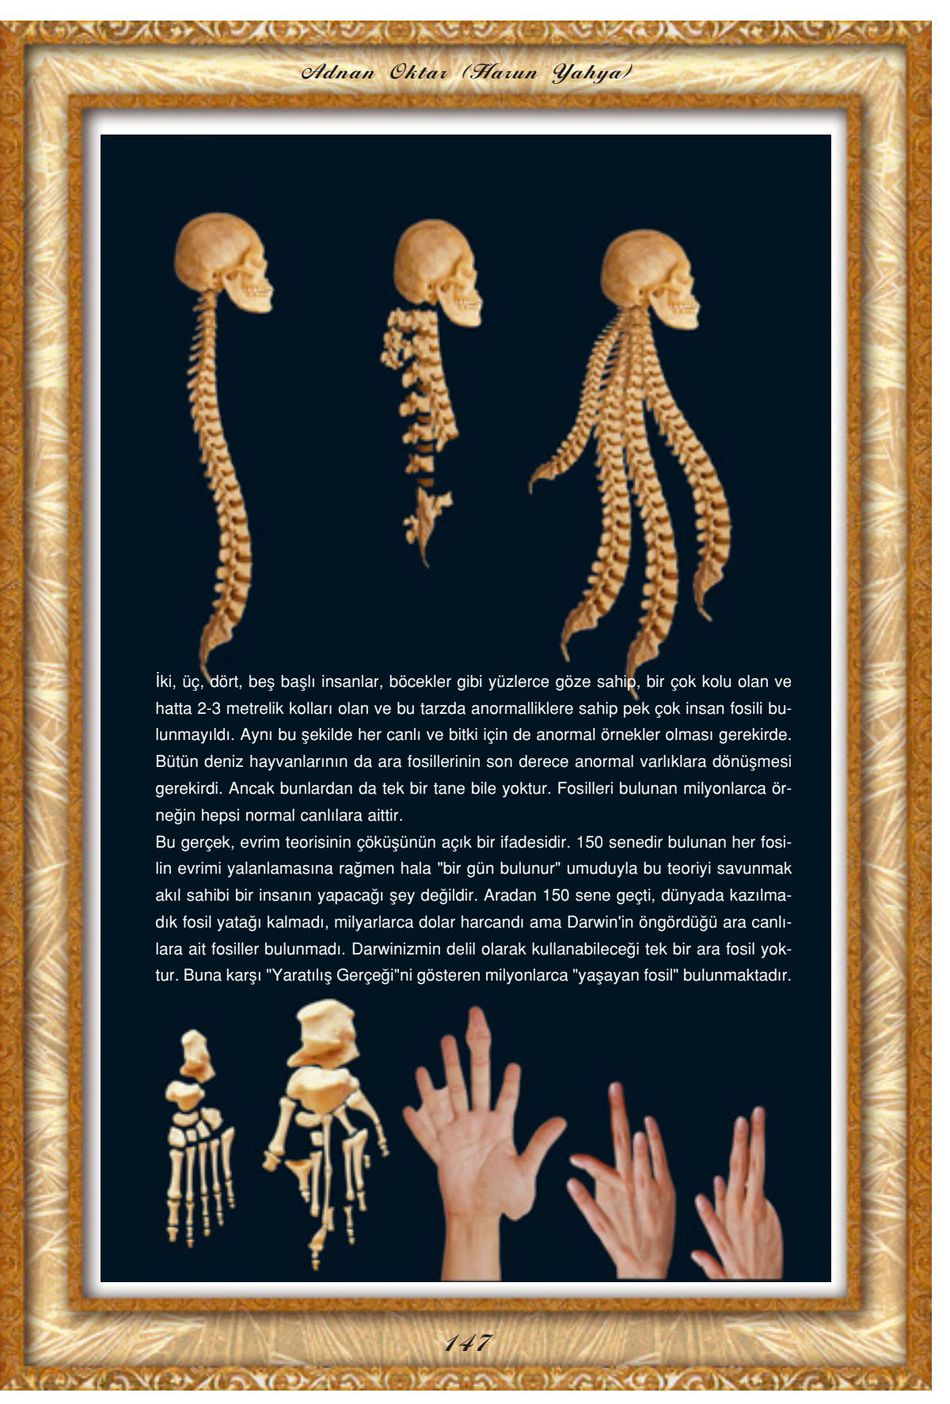 Adnan Oktar (Harun Yahya)
İki, üç, dört, beş başlı insanlar, böcekler gibi yüzlerce göze sahip, bir çok kolu olan ve
hatta 2-3 metrelik kolları olan ve bu tarzda anormalliklere sahip pek çok insan fosili bu-
lunmayıldı. Aynı bu şekilde her canlı ve bitki için de anormal örnekler olması gerekirde.
Bütün deniz hayvanlarının da ara fosillerinin son derece anormal varlıklara dönüşmesi
gerekirdi. Ancak bunlardan da tek bir tane bile yoktur. Fosilleri bulunan milyonlarca ör-
neğin hepsi normal canlılara aittir.
Bu gerçek, evrim teorisinin çöküşünün açık bir ifadesidir. 150 senedir bulunan her fosi-
lin evrimi yalanlamasına rağmen hala "bir gün bulunur" umuduyla bu teoriyi savunmak
akıl sahibi bir insanın yapacağı şey değildir. Aradan 150 sene geçti, dünyada kazılma-
dık fosil yatağı kalmadı, milyarlarca dolar harcandı ama Darwin'in öngördüğü ara canlı-
lara ait fosiller bulunmadı. Darwinizmin delil olarak kullanabileceği tek bir ara fosil yok-
tur. Buna karşı "Yaratılış Gerçeği"ni gösteren milyonlarca "yaşayan fosil" bulunmaktadır.
147